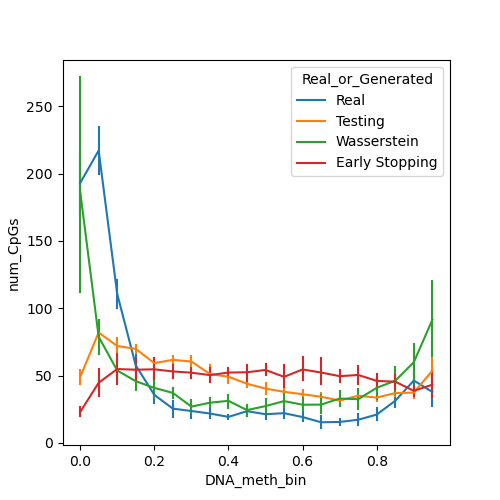 Real_or_Generated
Real
Testing
Wasserstein
Early Stopping
num_CpGs
250
200
150
100
50
0
0.0 0.2 0.4 0.6 0.8
DNA_meth_bin